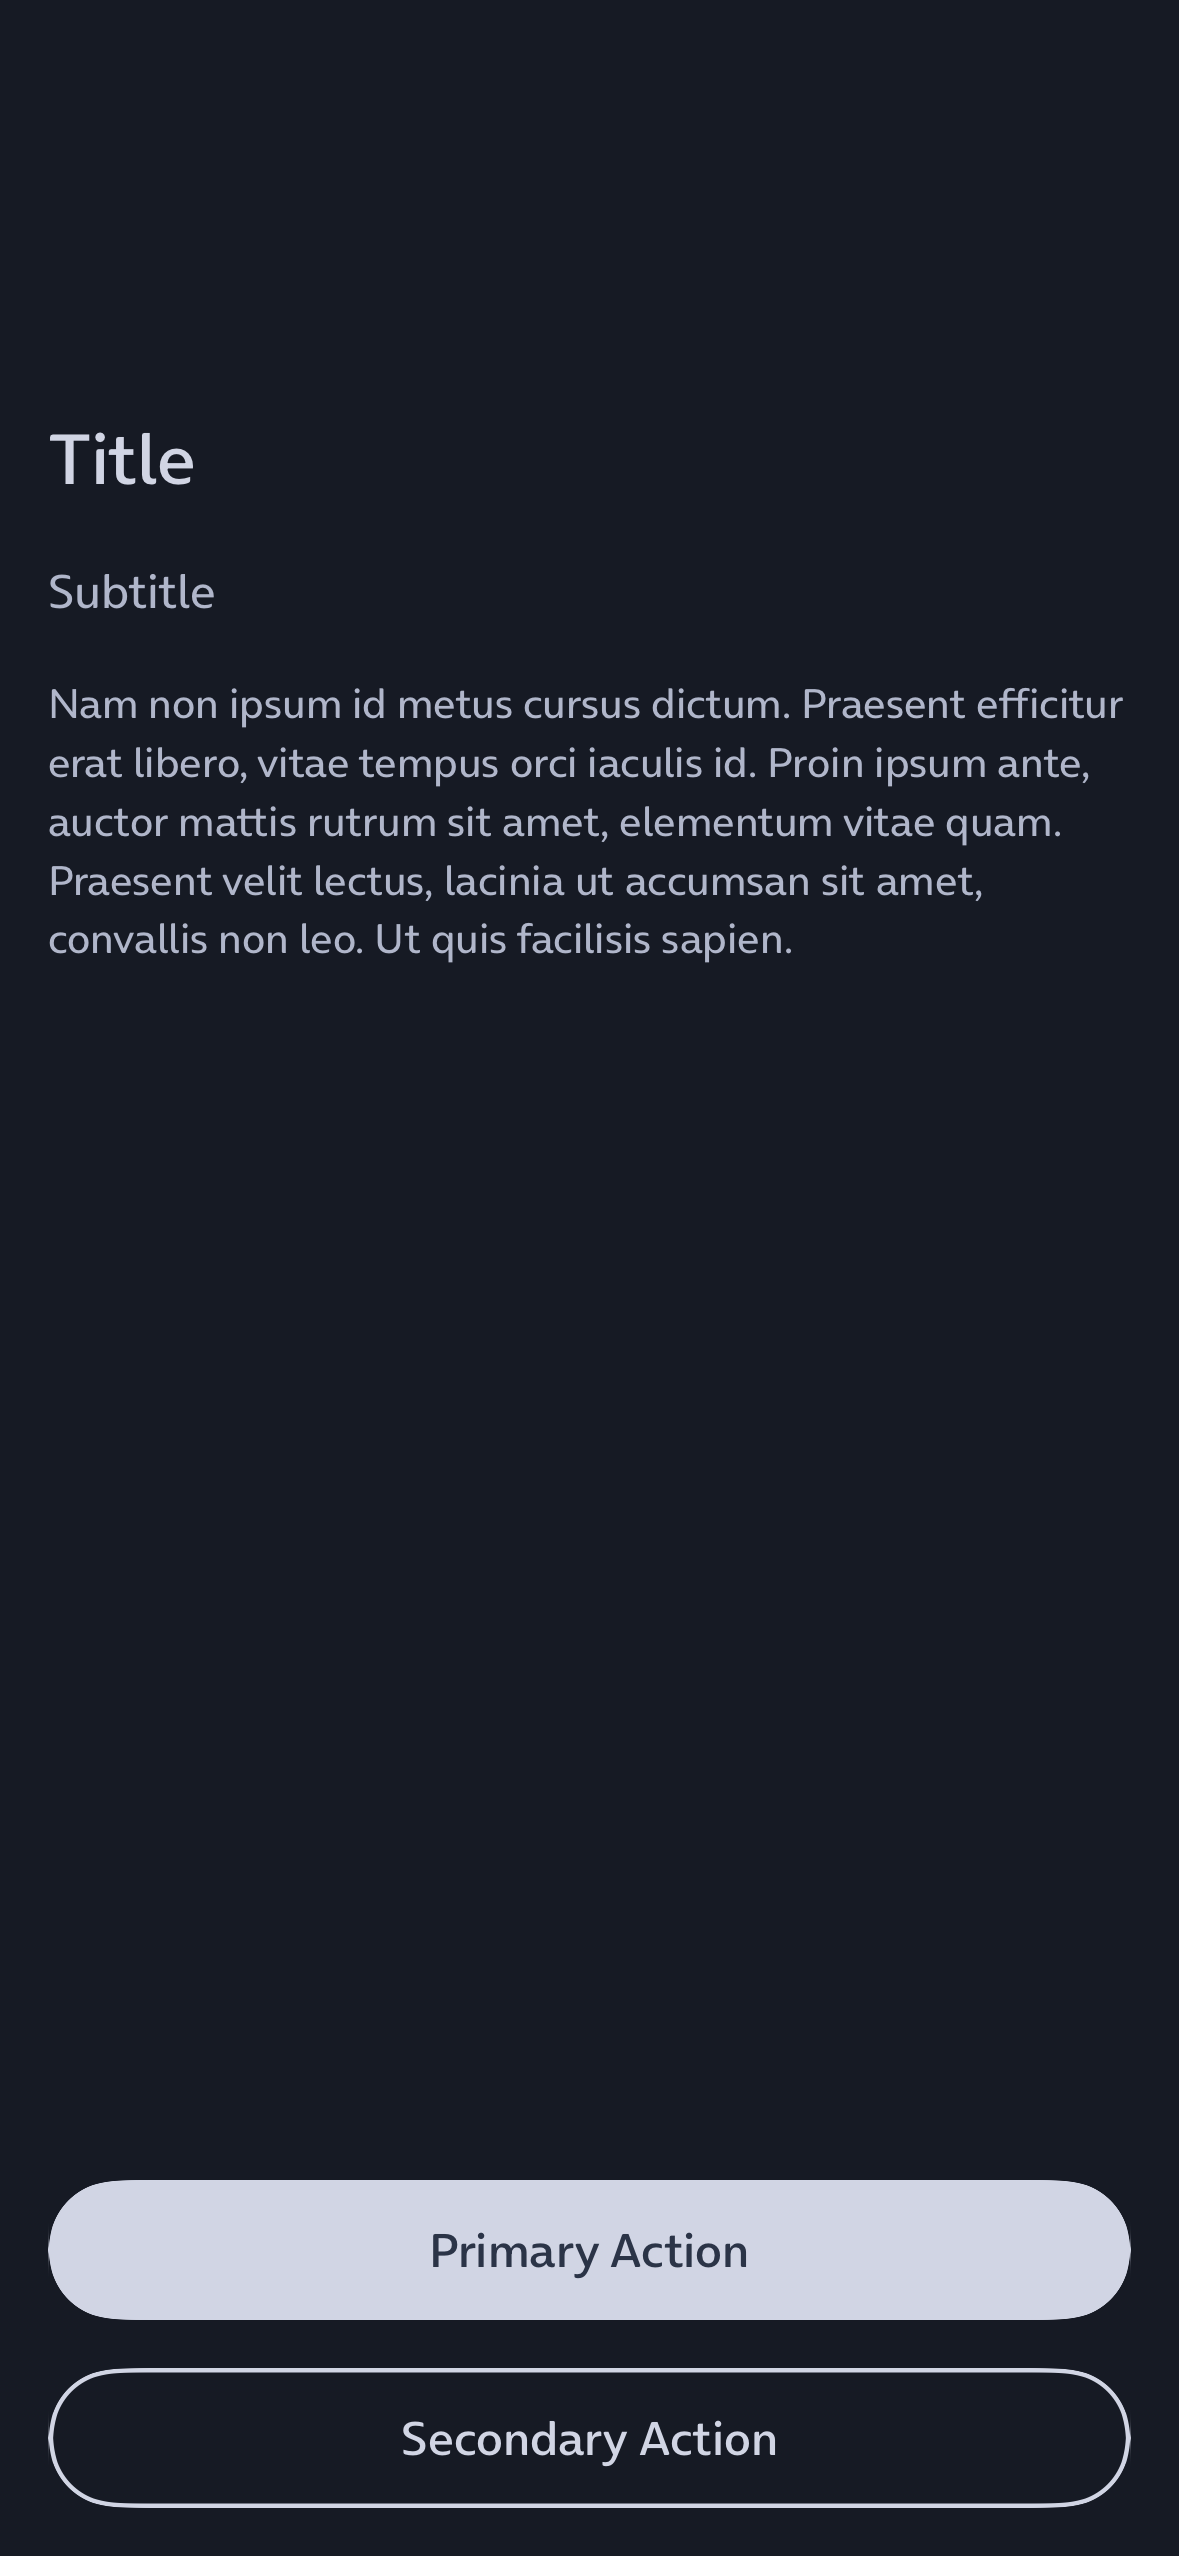 Title
Subtitle
Nam non ipsum id metus cursus dictum. Praesent efficitur
erat libero, vitae tempus orci iaculis id. Proin ipsum ante,
auctor mattis rutrum sit amet, elementum vitae quam.
Praesent velit lectus, lacinia ut accumsan sit amet,
convallis non leo. Ut quis facilisis sapien.
Primary Action
Secondary Action